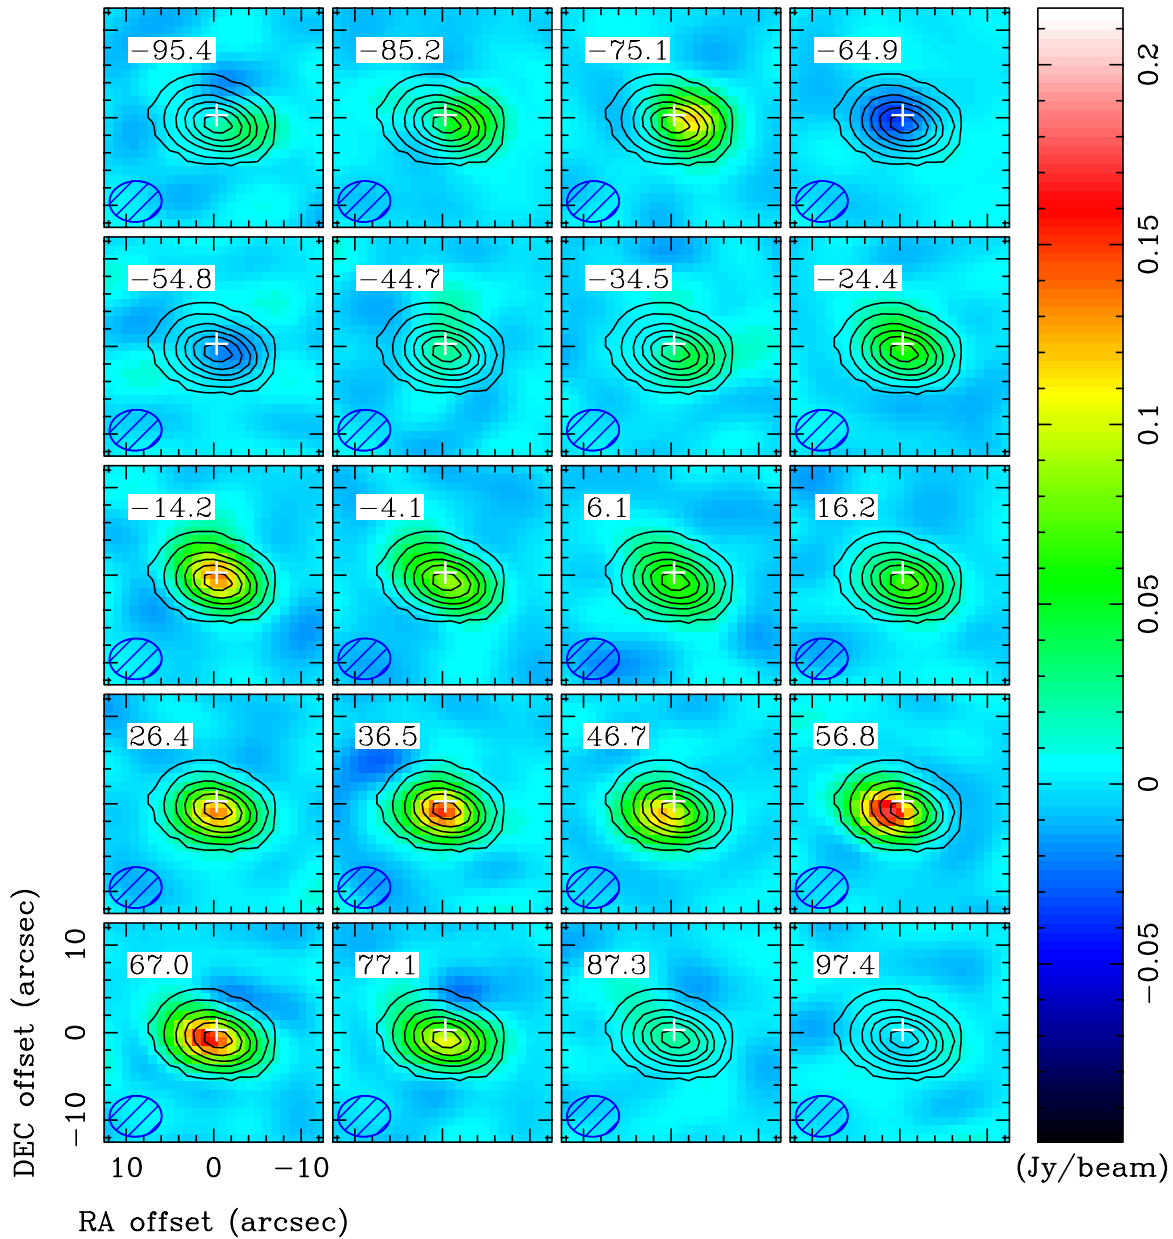 −95.4 −85.2 −75.1 −64.9
−54.8 −44.7 −34.5 −24.4
−14.2 −4.1 6.1 16.2
26.4 36.5 46.7 56.8
67.0 77.1 87.3 97.4
DEC offset (arcsec)
10
0
−10
10 0 −10
RA offset (arcsec)
0.2
0.15
0.1
0.05
0
−0.05
(Jy/beam)